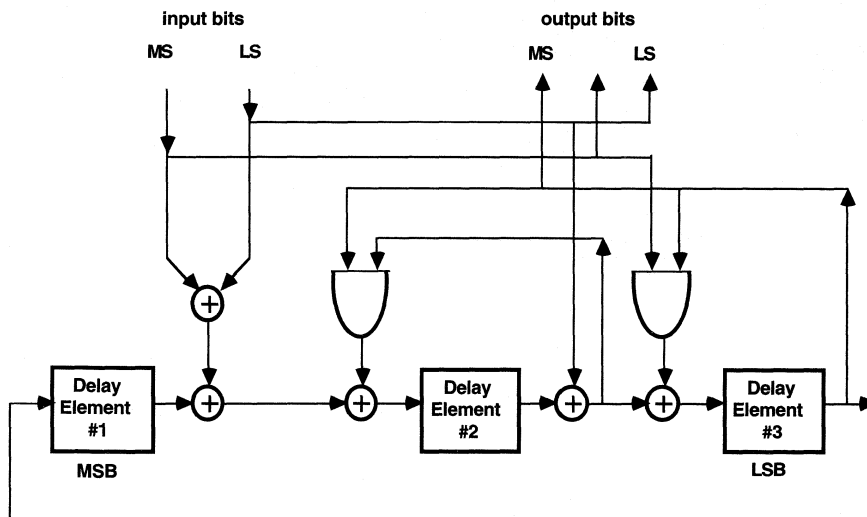 input bits
output bits
MS
LS
MS
LS
+
Delay
Element
#1
+
+
Delay
Element
#2
+
+
Delay
Element
#3
MSB
LSB